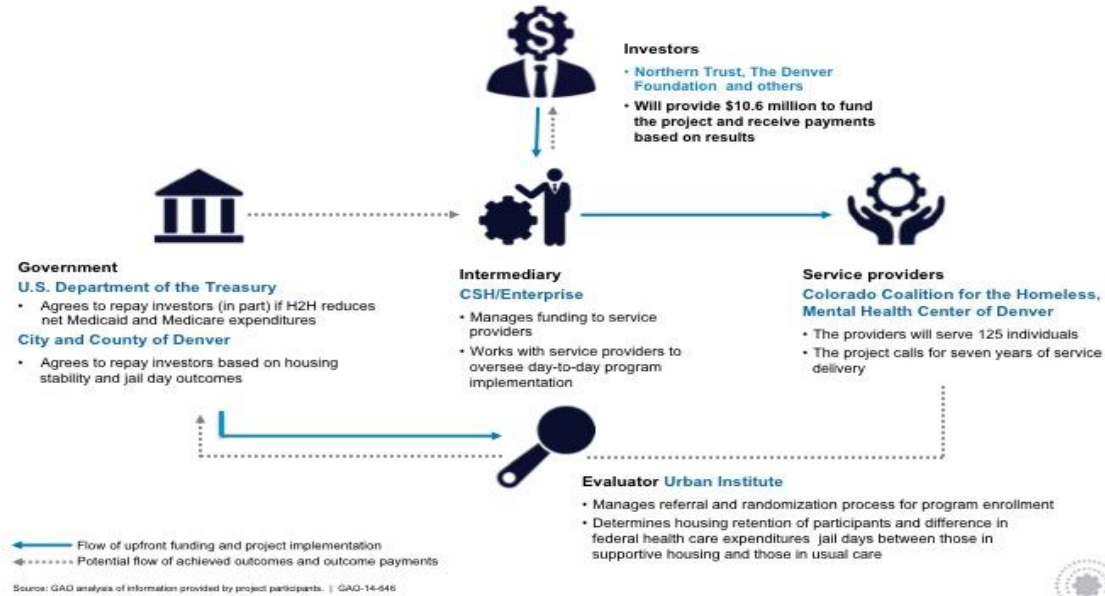 $
Investors
• Northern Trust, The Denver
Foundation and others
• Will provide $10.6 million to fund
the project and receive payments
based on results
Government
U.S. Department of the Treasury
• Agrees to repay investors (in part) if H2H reduces
net Medicaid and Medicare expenditures
City and County of Denver
• Agrees to repay investors based on housing
stability and jail day outcomes
Intermediary
CSH/Enterprise
• Manages funding to service
providers
• Works with service providers to
oversee day-to-day program
implementation
Service providers
Colorado Coalition for the Homeless,
Mental Health Center of Denver
• The providers will serve 125 individuals
• The project calls for seven years of service
delivery
Evaluator Urban Institute
• Manages referral and randomization process for program enrollment
• Determines housing retention of participants and difference in
federal health care expenditures jail days between those in
supportive housing and those in usual care
Flow of upfront funding and project implementation
Potential flow of achieved outcomes and outcome payments
Source: GAO analysis of information provided by project participants. | GAO-14-646